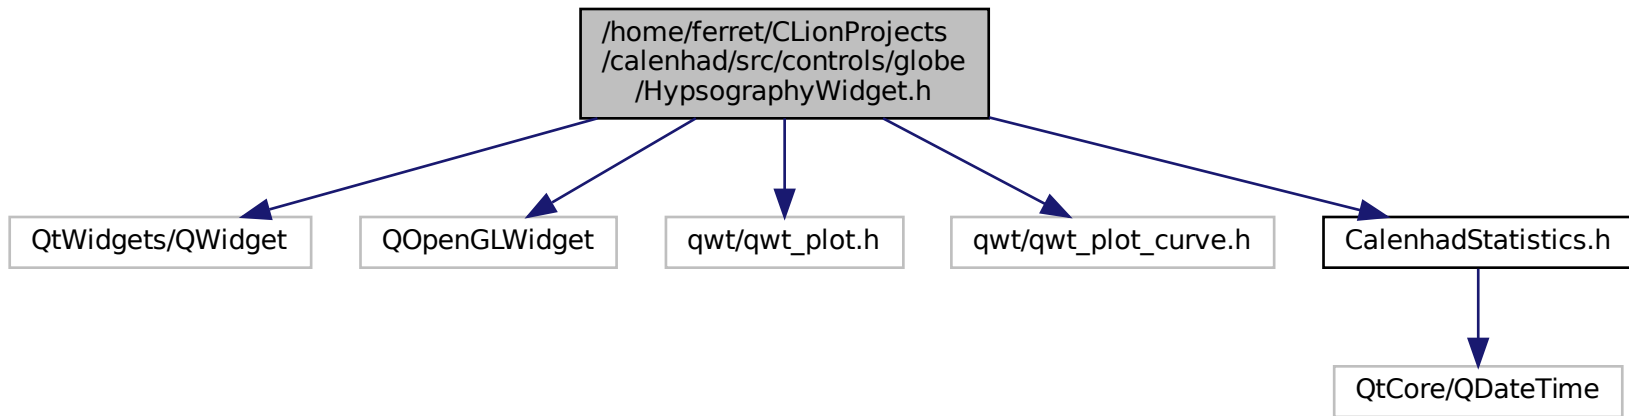 /home/ferret/CLionProjects
/calenhad/src/controls/globe
/HypsographyWidget.h
QtWidgets/QWidget
QOpenGLWidget
qwt/qwt_plot.h
qwt/qwt_plot_curve.h
CalenhadStatistics.h
QtCore/QDateTime